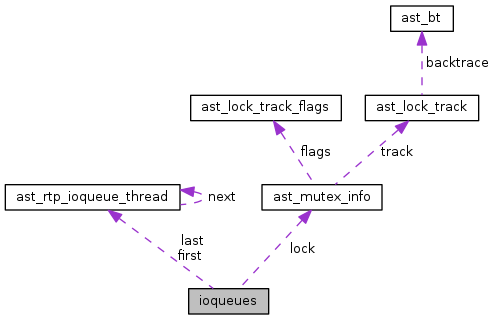 ast_bt
backtrace
ast_lock_track_flags
ast_lock_track
flags
track
ast_rtp_ioqueue_thread
next
ast_mutex_info
last
first
lock
ioqueues